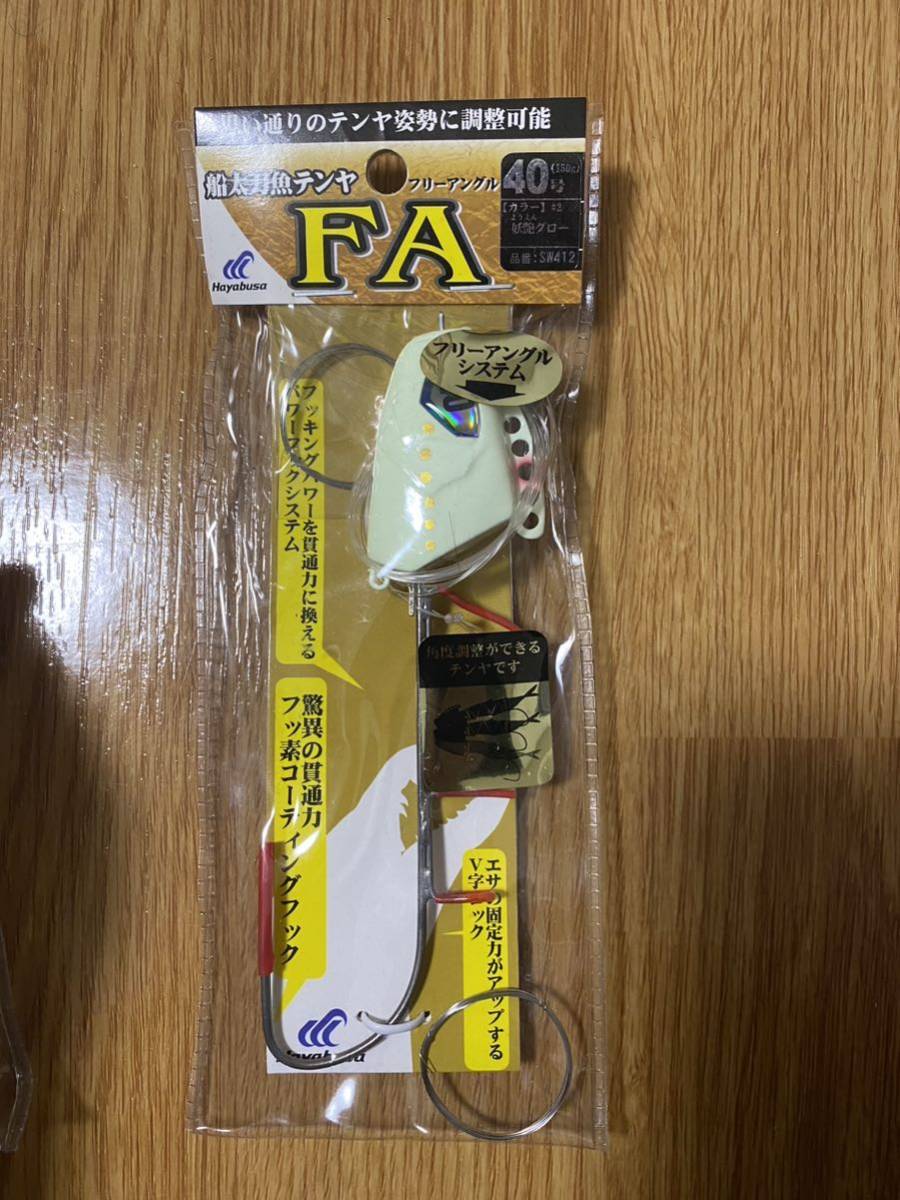 思い通りのテンヤ姿勢に調整可能
船太刀魚テンヤ
フリーアングル
FA
40号 (150g)
【カラー】 #2
ようえん
妖艶グロー
品番:SW412
Hayabusa
フリーアングル
システム
フッキングパワーを貫通力に換える
パワーフックシステム
角度調整ができる
テンヤです
驚異の貫通力
フッ素コーティングフック
エサの固定力がアップする
V字フック
Hayabusa